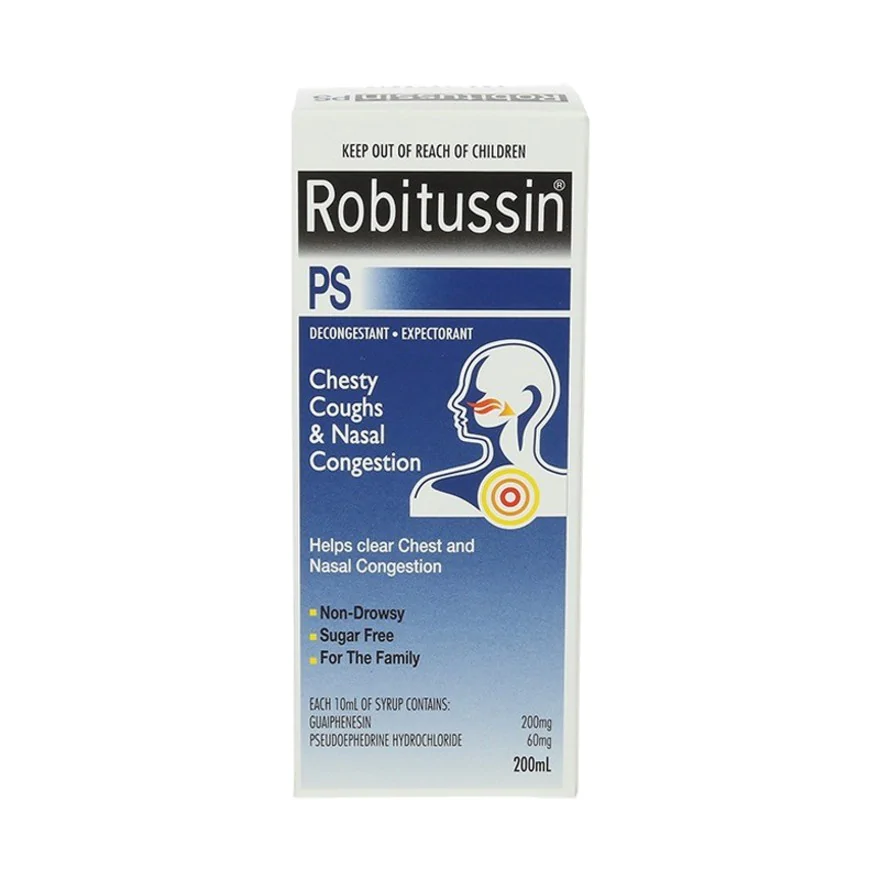 Robitussin PS
KEEP OUT OF REACH OF CHILDREN
Robitussin®
PS
DECONGESTANT • EXPECTORANT
Chesty
Coughs
& Nasal
Congestion
Helps clear Chest and
Nasal Congestion
Non-Drowsy
Sugar Free
For The Family
EACH 10mL OF SYRUP CONTAINS:
GUAIPHENESIN 200mg
PSEUDOEPHEDRINE HYDROCHLORIDE 60mg
200mL